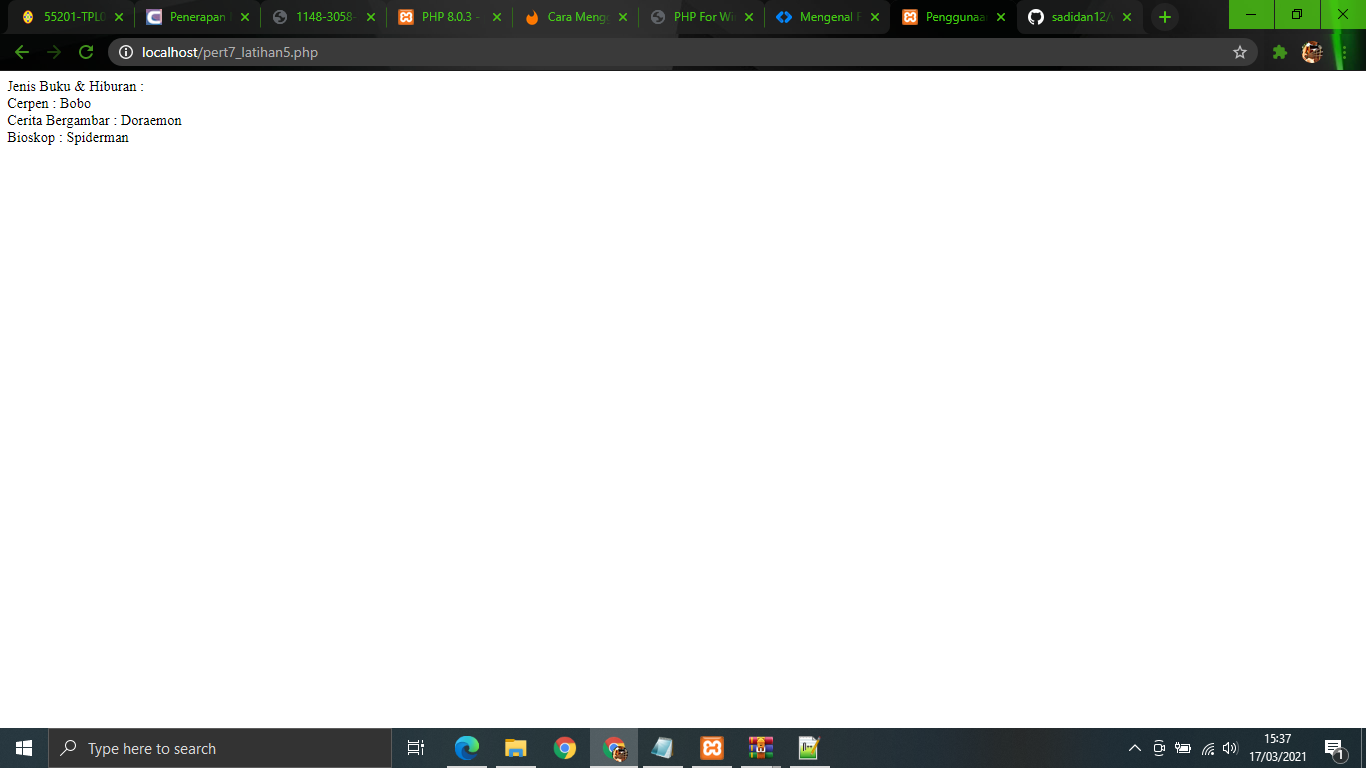 55201-TPL0
Penerapan
1148-3058-
PHP 8.0.3 -
Cara Mengg
PHP For Wi
Mengenal F
Penggunaan
sadidan12/
localhost/pert7_latihan5.php
Jenis Buku & Hiburan :
Cerpen : Bobo
Cerita Bergambar : Doraemon
Bioskop : Spiderman
Type here to search
15:37
17/03/2021
1